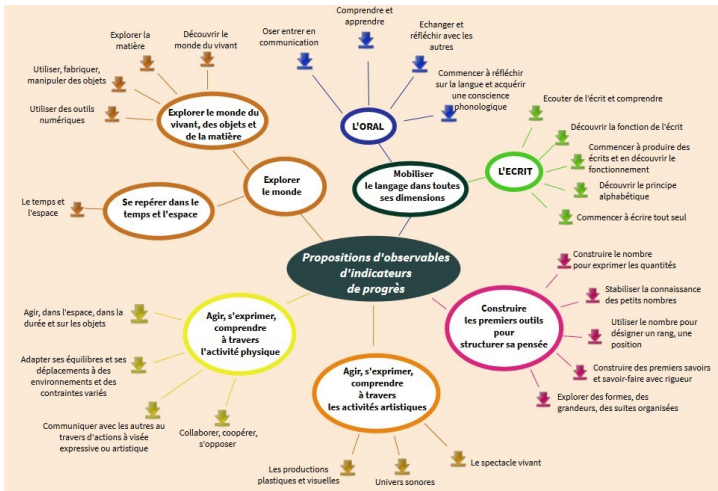 Propositions d'observables
d'indicateurs
de progrès
Explorer
le monde
Explorer le monde du
vivant, des objets et
de la matière
Découvrir le
monde du vivant
Explorer la
matière
Utiliser, fabriquer,
manipuler des objets
Utiliser des outils
numériques
Se repérer dans le
temps et l'espace
Le temps et
l'espace
Mobiliser
le langage dans toutes
ses dimensions
L'ORAL
Oser entrer en
communication
Comprendre et
apprendre
Echanger et
réfléchir avec les
autres
Commencer à réfléchir
sur la langue et acquérir
une conscience
phonologique
L'ECRIT
Ecouter de l'écrit et comprendre
Découvrir la fonction de l'écrit
Commencer à produire des
écrits et en découvrir le
fonctionnement
Découvrir le principe
alphabétique
Commencer à écrire tout seul
Construire
les premiers outils
pour
structurer sa pensée
Construire le nombre
pour exprimer les quantités
Stabiliser la connaissance
des petits nombres
Utiliser le nombre pour
désigner un rang, une
position
Construire des premiers savoirs
et savoir-faire avec rigueur
Explorer des formes, des
grandeurs, des suites organisées
Agir, s'exprimer,
comprendre
à travers
les activités artistiques
Le spectacle vivant
Univers sonores
Les productions
plastiques et visuelles
Agir, s'exprimer,
comprendre
à travers
l'activité physique
Agir, dans l'espace, dans la
durée et sur les objets
Adapter ses équilibres et ses
déplacements à des
environnements et des
contraintes variés
Communiquer avec les autres au
travers d'actions à visée
expressive ou artistique
Collaborer, coopérer,
s'opposer